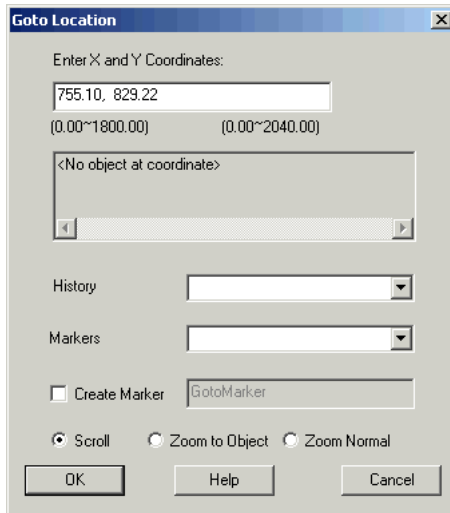 Goto Location
Enter X and Y Coordinates:
755.10, 829.22
(0.00~1800.00) (0.00~2040.00)
<No object at coordinate>
History
Markers
Create Marker GotoMarker
Scroll Zoom to Object Zoom Normal
OK Help Cancel